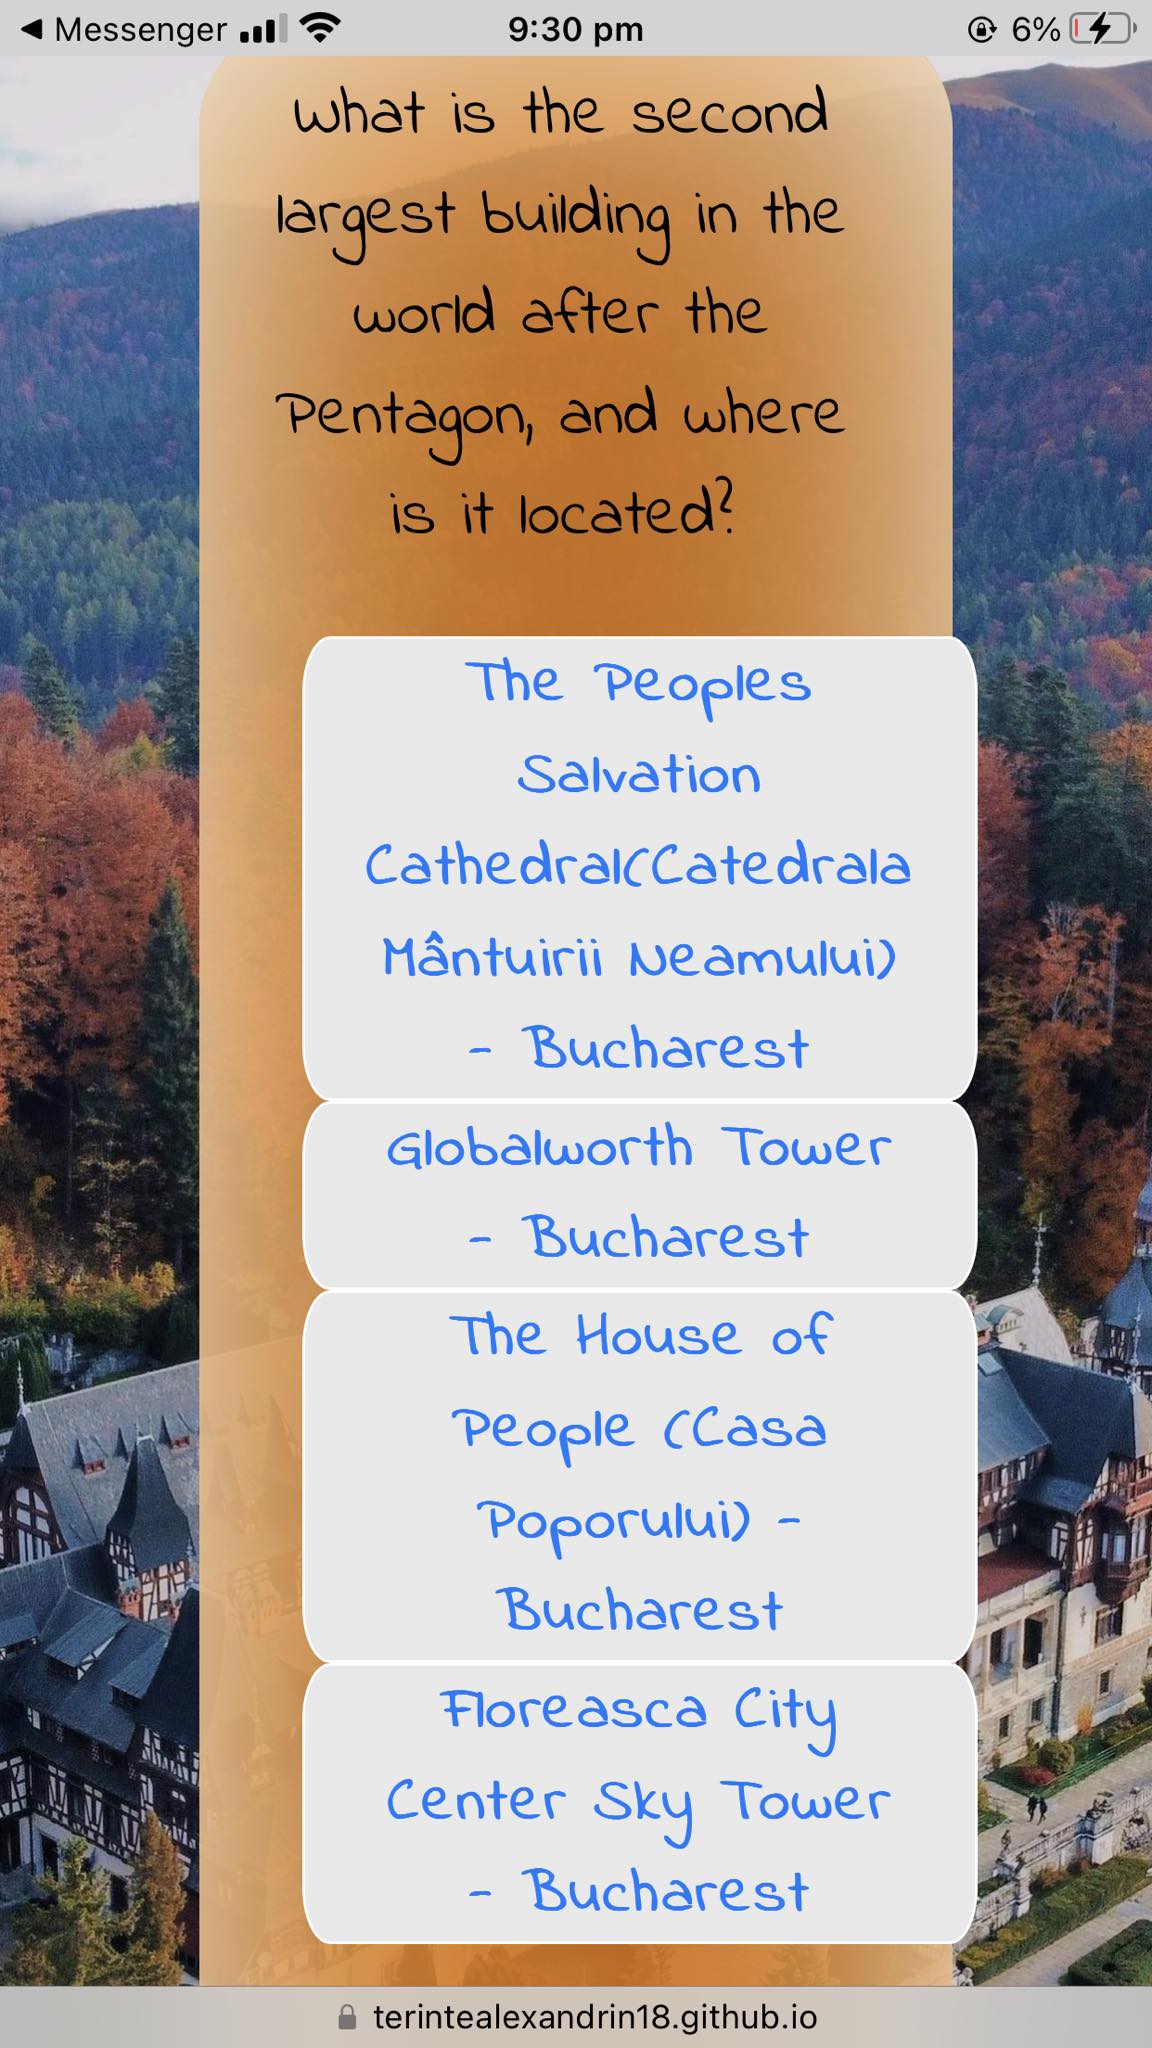 Messenger 9:30 pm 6%
What is the second
largest building in the
world after the
Pentagon, and where
is it located?
The Peoples
Salvation
Cathedral(Catedrala
Mântuirii Neamului)
- Bucharest
Globalworth Tower
- Bucharest
The House of
People (Casa
Poporului) -
Bucharest
Floreasca City
Center Sky Tower
- Bucharest
terintealexandrin18.github.io